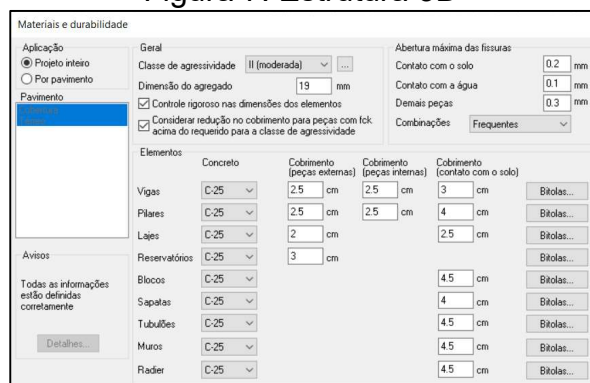 Materiais e durabilidade
Aplicação
Projeto inteiro
Por pavimento
Pavimento
Avisos
Todas as informações
estão definidas
corretamente
Detalhes...
Geral
Classe de agressividade II (moderada) ...
Dimensão do agregado 19 mm
Controle rigoroso nas dimensões dos elementos
Considerar redução no cobrimento para peças com fck
acima do requerido para a classe de agressividade
Abertura máxima das fissuras
Contato com o solo 0.2 mm
Contato com a água 0.1 mm
Demais peças 0.3 mm
Combinações Frequentes
Elementos
Concreto
Cobrimento
(peças externas)
Cobrimento
(peças internas)
Cobrimento
(contato com o solo)
Vigas C-25 2.5 cm 2.5 cm 3 cm Bitolas...
Pilares C-25 2.5 cm 2.5 cm 4 cm Bitolas...
Lajes C-25 2 cm 2.5 cm Bitolas...
Reservatórios C-25 3 cm Bitolas...
Blocos C-25 4.5 cm Bitolas...
Sapatas C-25 4 cm Bitolas...
Tubulões C-25 4.5 cm Bitolas...
Muros C-25 4.5 cm Bitolas...
Radier C-25 4.5 cm Bitolas...